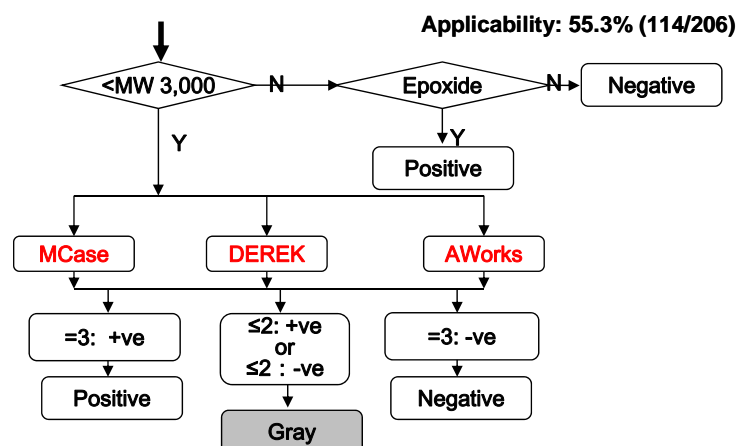 Applicability: 55.3% (114/206)
<MW 3,000
N
Epoxide
N
Negative
Y
Y
Positive
MCase
DEREK
AWorks
=3: +ve
≤2: +ve
or
≤2 : -ve
=3: -ve
Positive
Negative
Gray